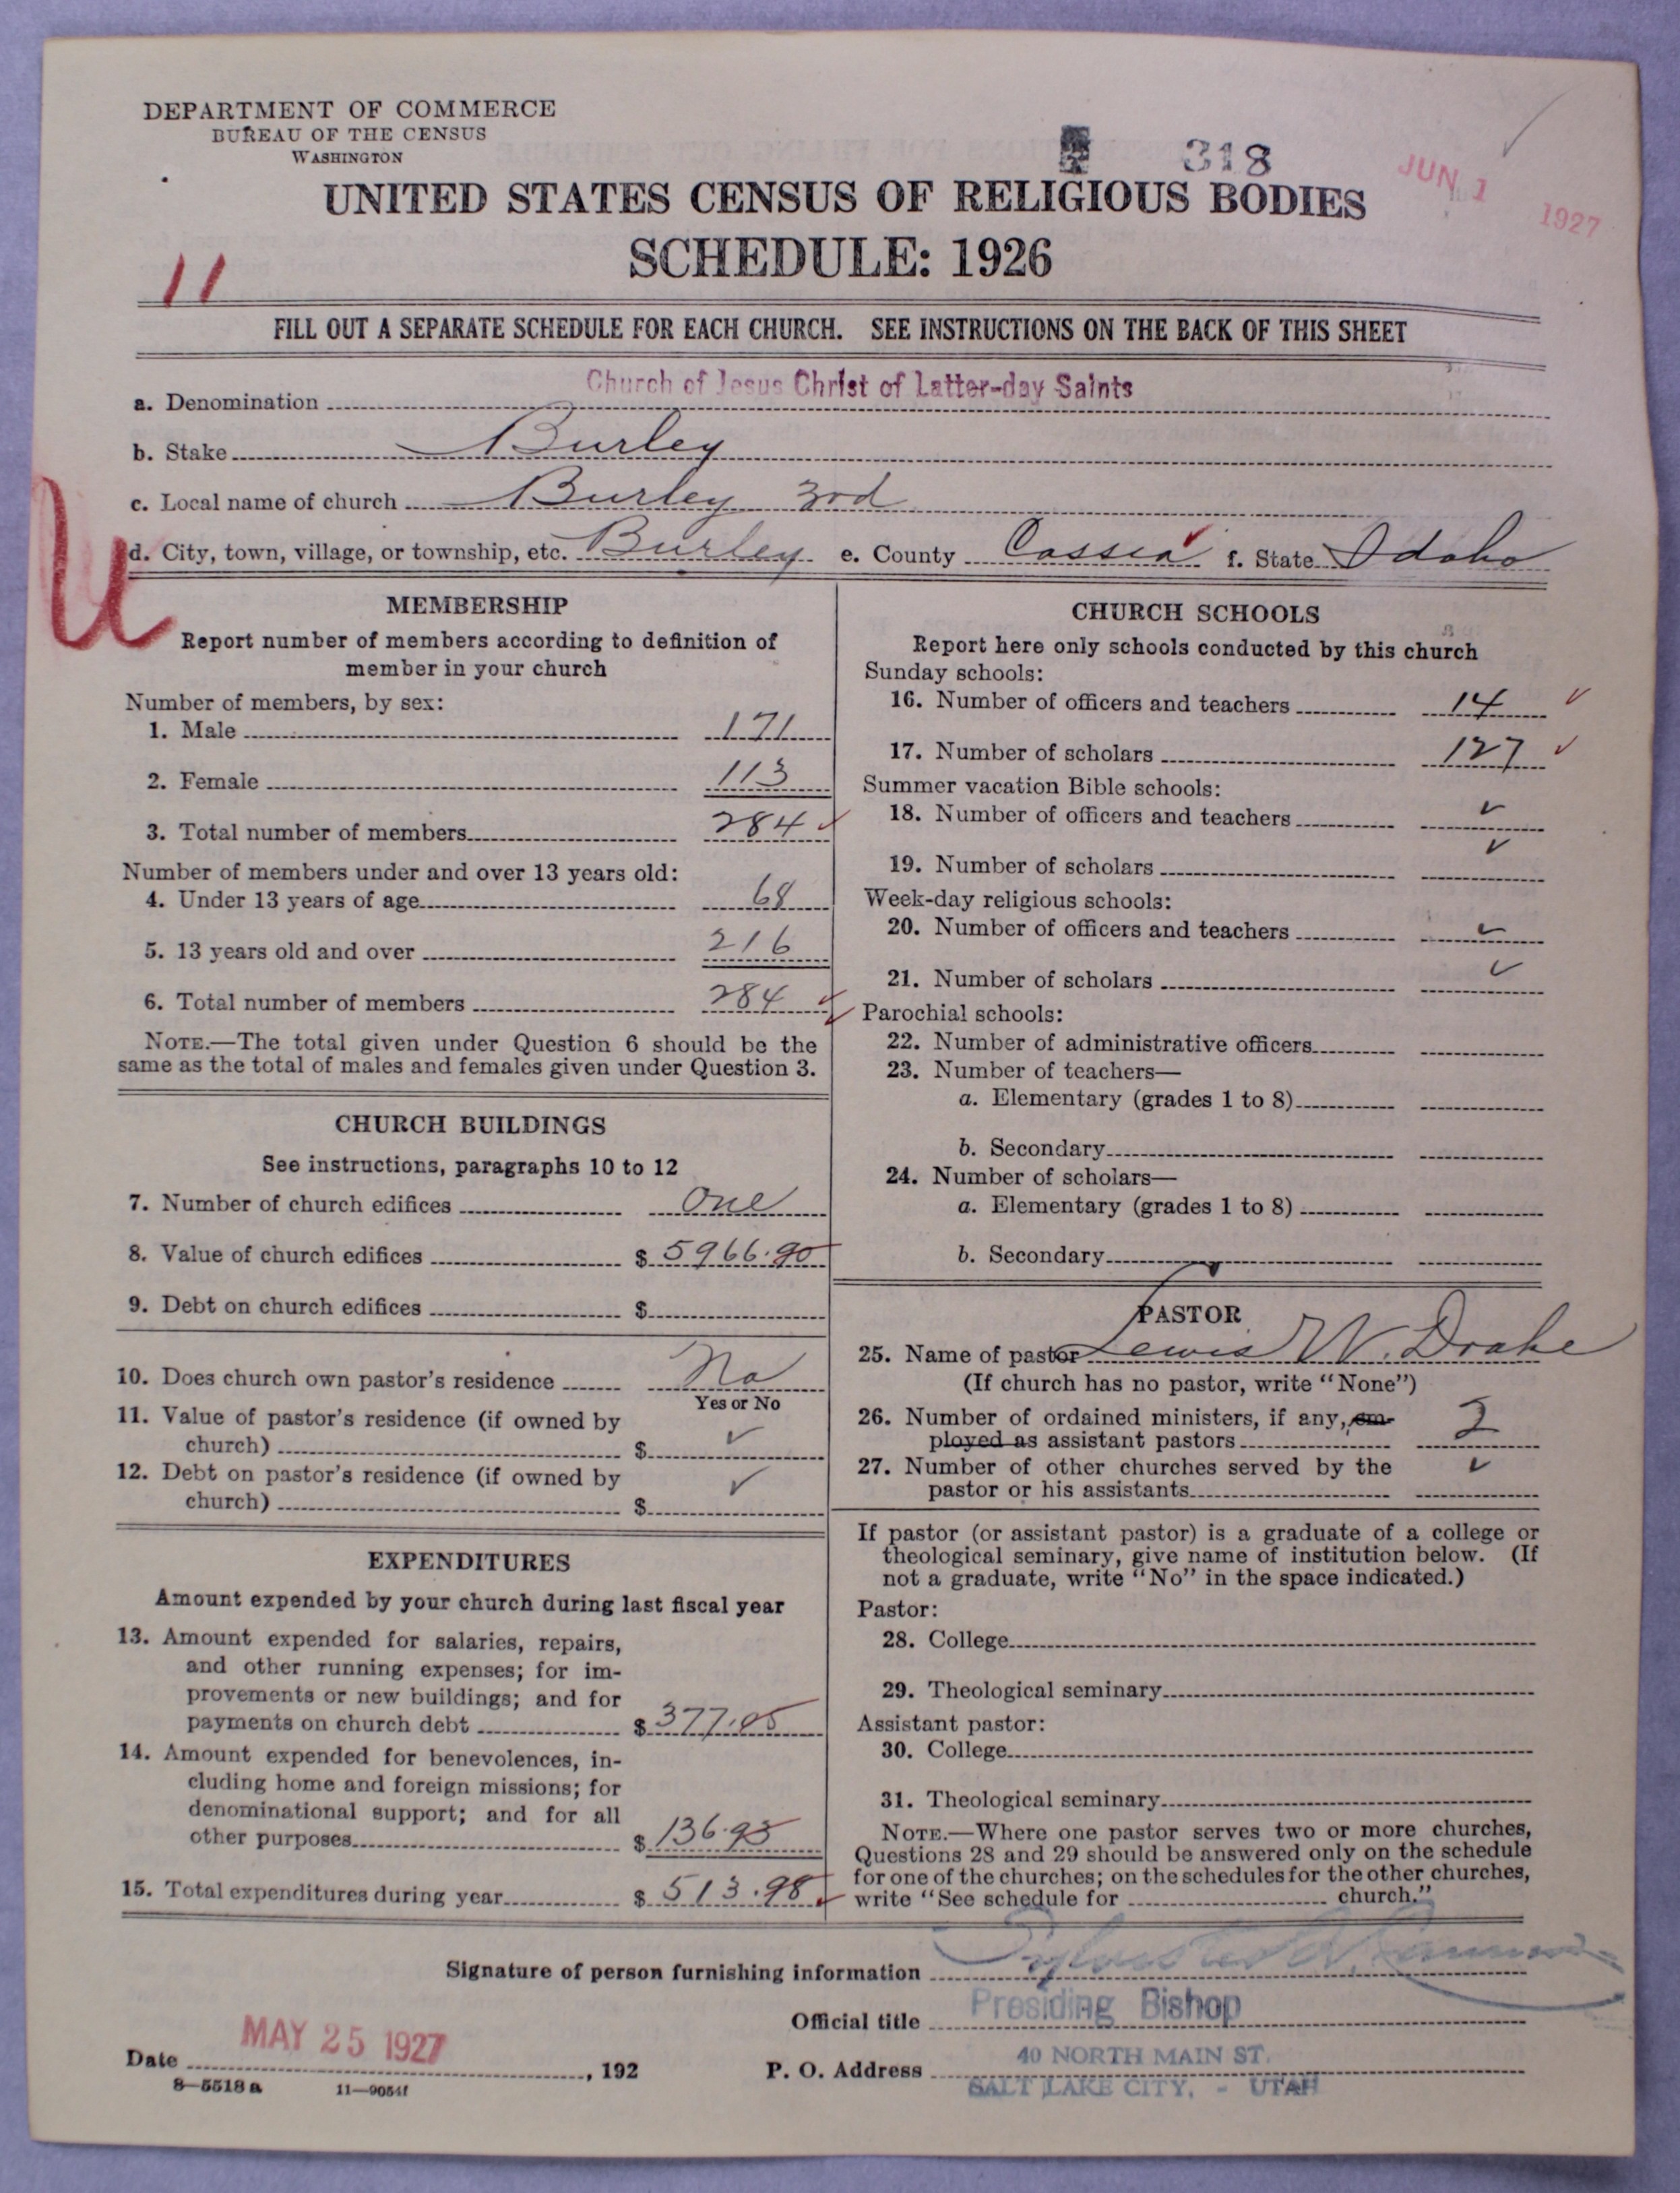 DEPARTMENT OF COMMERCE
BUREAU OF THE CENSUS
WASHINGTON
318
JUN 1 1927
UNITED STATES CENSUS OF RELIGIOUS BODIES
SCHEDULE: 1926
11
FILL OUT A SEPARATE SCHEDULE FOR EACH CHURCH. SEE INSTRUCTIONS ON THE BACK OF THIS SHEET
a. Denomination Church of Jesus Christ of Latter-day Saints
b. Stake Burley
c. Local name of church Burley 3rd
d. City, town, village, or township, etc. Burley e. County Cassia f. State Idaho
U
MEMBERSHIP
Report number of members according to definition of
member in your church
Number of members, by sex:
1. Male 171
2. Female 113
3. Total number of members 284
Number of members under and over 13 years old:
4. Under 13 years of age 68
5. 13 years old and over 216
6. Total number of members 284
NOTE.—The total given under Question 6 should be the
same as the total of males and females given under Question 3.
CHURCH BUILDINGS
See instructions, paragraphs 10 to 12
7. Number of church edifices One
8. Value of church edifices $ 5966.90
9. Debt on church edifices $
10. Does church own pastor's residence No
Yes or No
11. Value of pastor's residence (if owned by
church) $ ✓
12. Debt on pastor's residence (if owned by
church) $ ✓
EXPENDITURES
Amount expended by your church during last fiscal year
13. Amount expended for salaries, repairs,
and other running expenses; for im-
provements or new buildings; and for
payments on church debt $ 377.05
14. Amount expended for benevolences, in-
cluding home and foreign missions; for
denominational support; and for all
other purposes $ 136.93
15. Total expenditures during year $ 513.98
CHURCH SCHOOLS
Report here only schools conducted by this church
Sunday schools:
16. Number of officers and teachers 14
17. Number of scholars 127
Summer vacation Bible schools:
18. Number of officers and teachers ✓
19. Number of scholars ✓
Week-day religious schools:
20. Number of officers and teachers ✓
21. Number of scholars ✓
Parochial schools:
22. Number of administrative officers
23. Number of teachers—
a. Elementary (grades 1 to 8)
b. Secondary
24. Number of scholars—
a. Elementary (grades 1 to 8)
b. Secondary
PASTOR
25. Name of pastor Lewis W. Drake
(If church has no pastor, write "None")
26. Number of ordained ministers, if any, em-
ployed as assistant pastors 2
27. Number of other churches served by the
pastor or his assistants ✓
If pastor (or assistant pastor) is a graduate of a college or
theological seminary, give name of institution below. (If
not a graduate, write "No" in the space indicated.)
Pastor:
28. College
29. Theological seminary
Assistant pastor:
30. College
31. Theological seminary
NOTE.—Where one pastor serves two or more churches,
Questions 28 and 29 should be answered only on the schedule
for one of the churches; on the schedules for the other churches,
write "See schedule for church."
Signature of person furnishing information
Official title Presiding Bishop
Date MAY 25 1927 , 192
P. O. Address 40 NORTH MAIN ST.
SALT LAKE CITY, - UTAH
8—5518 a 11—9054f